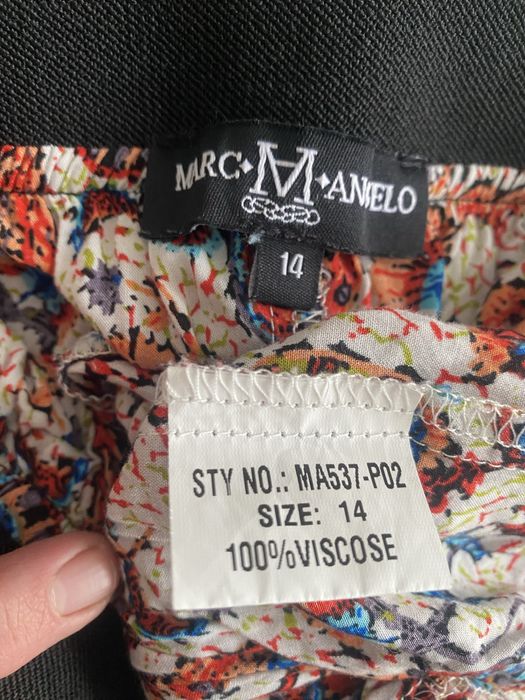 MARC ANGELO
14
STY NO.: MA537-P02
SIZE: 14
100%VISCOSE